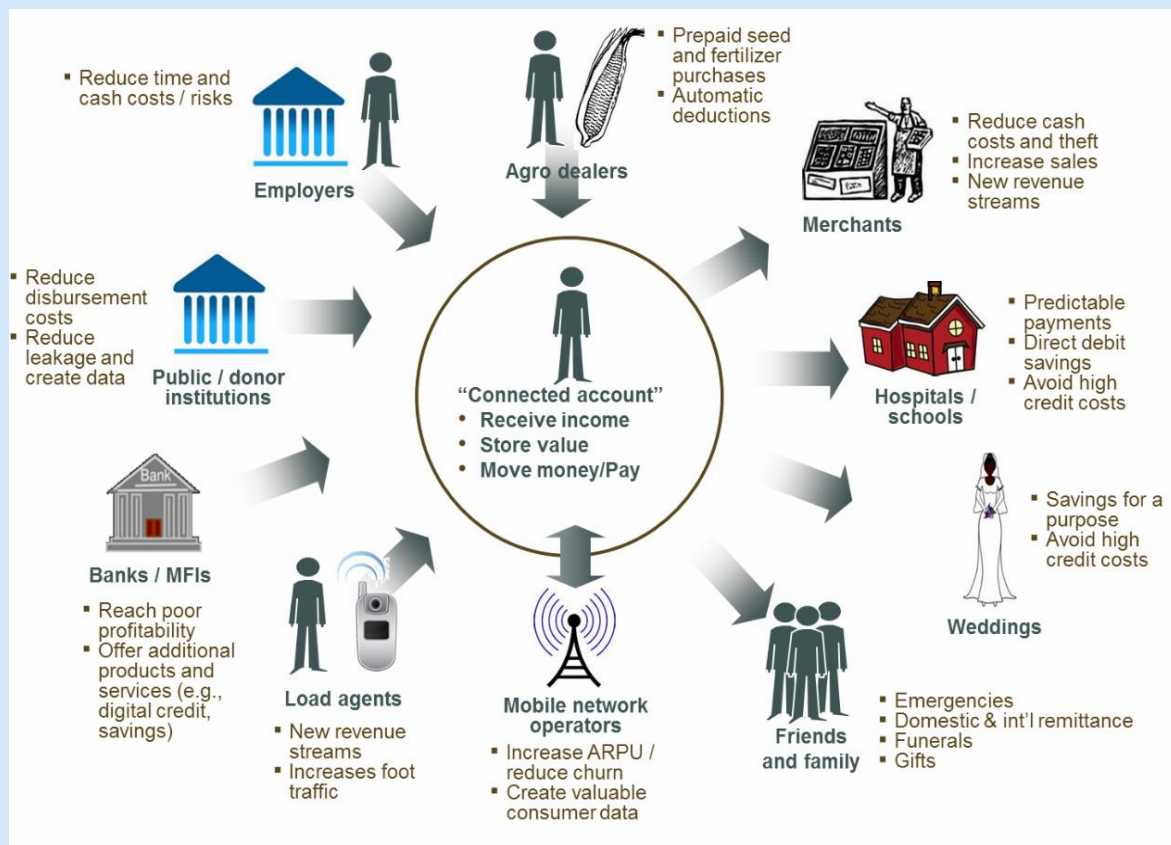 ▪ Reduce time and
cash costs / risks
Employers
Agro dealers
▪ Prepaid seed
and fertilizer
purchases
▪ Automatic
deductions
▪ Reduce cash
costs and theft
▪ Increase sales
▪ New revenue
streams
Merchants
▪ Reduce
disbursement
costs
▪ Reduce
leakage and
create data
Public / donor
institutions
“Connected account”
• Receive income
• Store value
• Move money/Pay
▪ Predictable
payments
▪ Direct debit
savings
▪ Avoid high
credit costs
Hospitals /
schools
Bank
Banks / MFIs
▪ Reach poor
profitability
▪ Offer additional
products and
services (e.g.,
digital credit,
savings)
Load agents
▪ New revenue
streams
▪ Increases foot
traffic
Mobile network
operators
▪ Increase ARPU /
reduce churn
▪ Create valuable
consumer data
▪ Savings for a
purpose
▪ Avoid high
credit costs
Weddings
Friends
and family
▪ Emergencies
▪ Domestic & int’l remittance
▪ Funerals
▪ Gifts